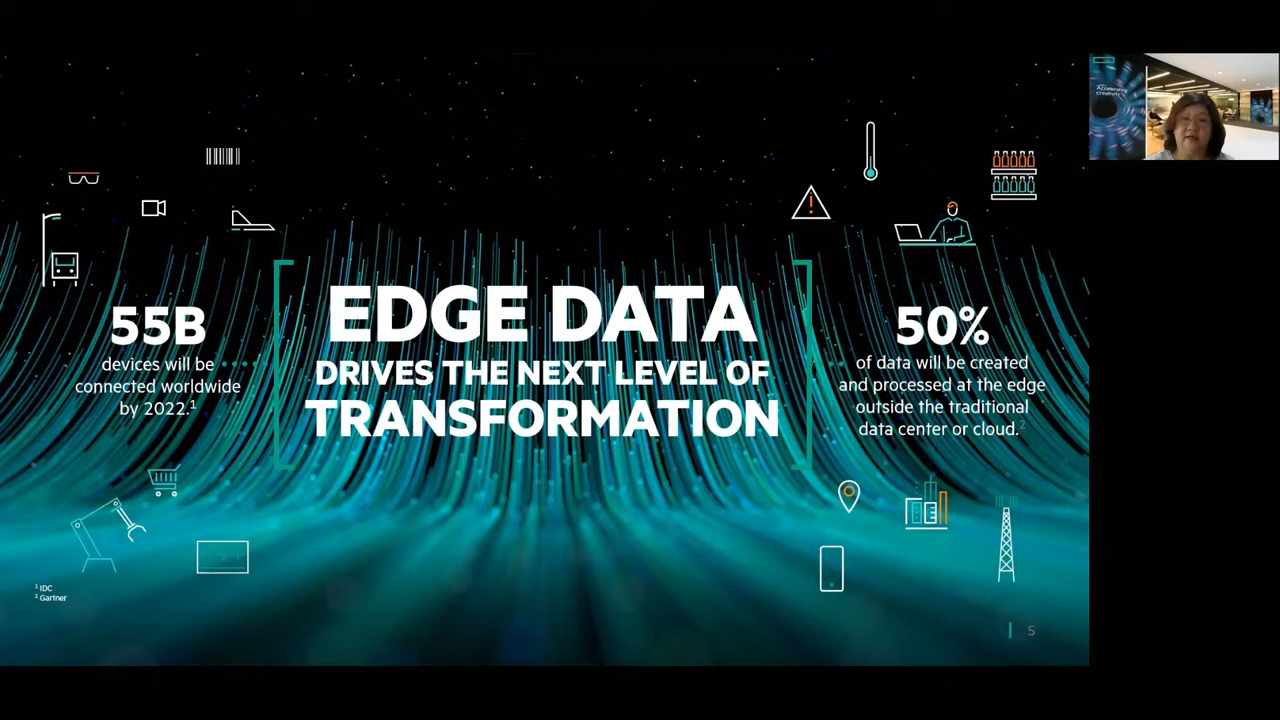 EDGE DATA
DRIVES THE NEXT LEVEL OF
TRANSFORMATION
55B
devices will be
connected worldwide
by 2022.¹
50%
of data will be created
and processed at the edge
outside the traditional
data center or cloud.²
¹ IDC
² Gartner
5
Accelerating
creativity